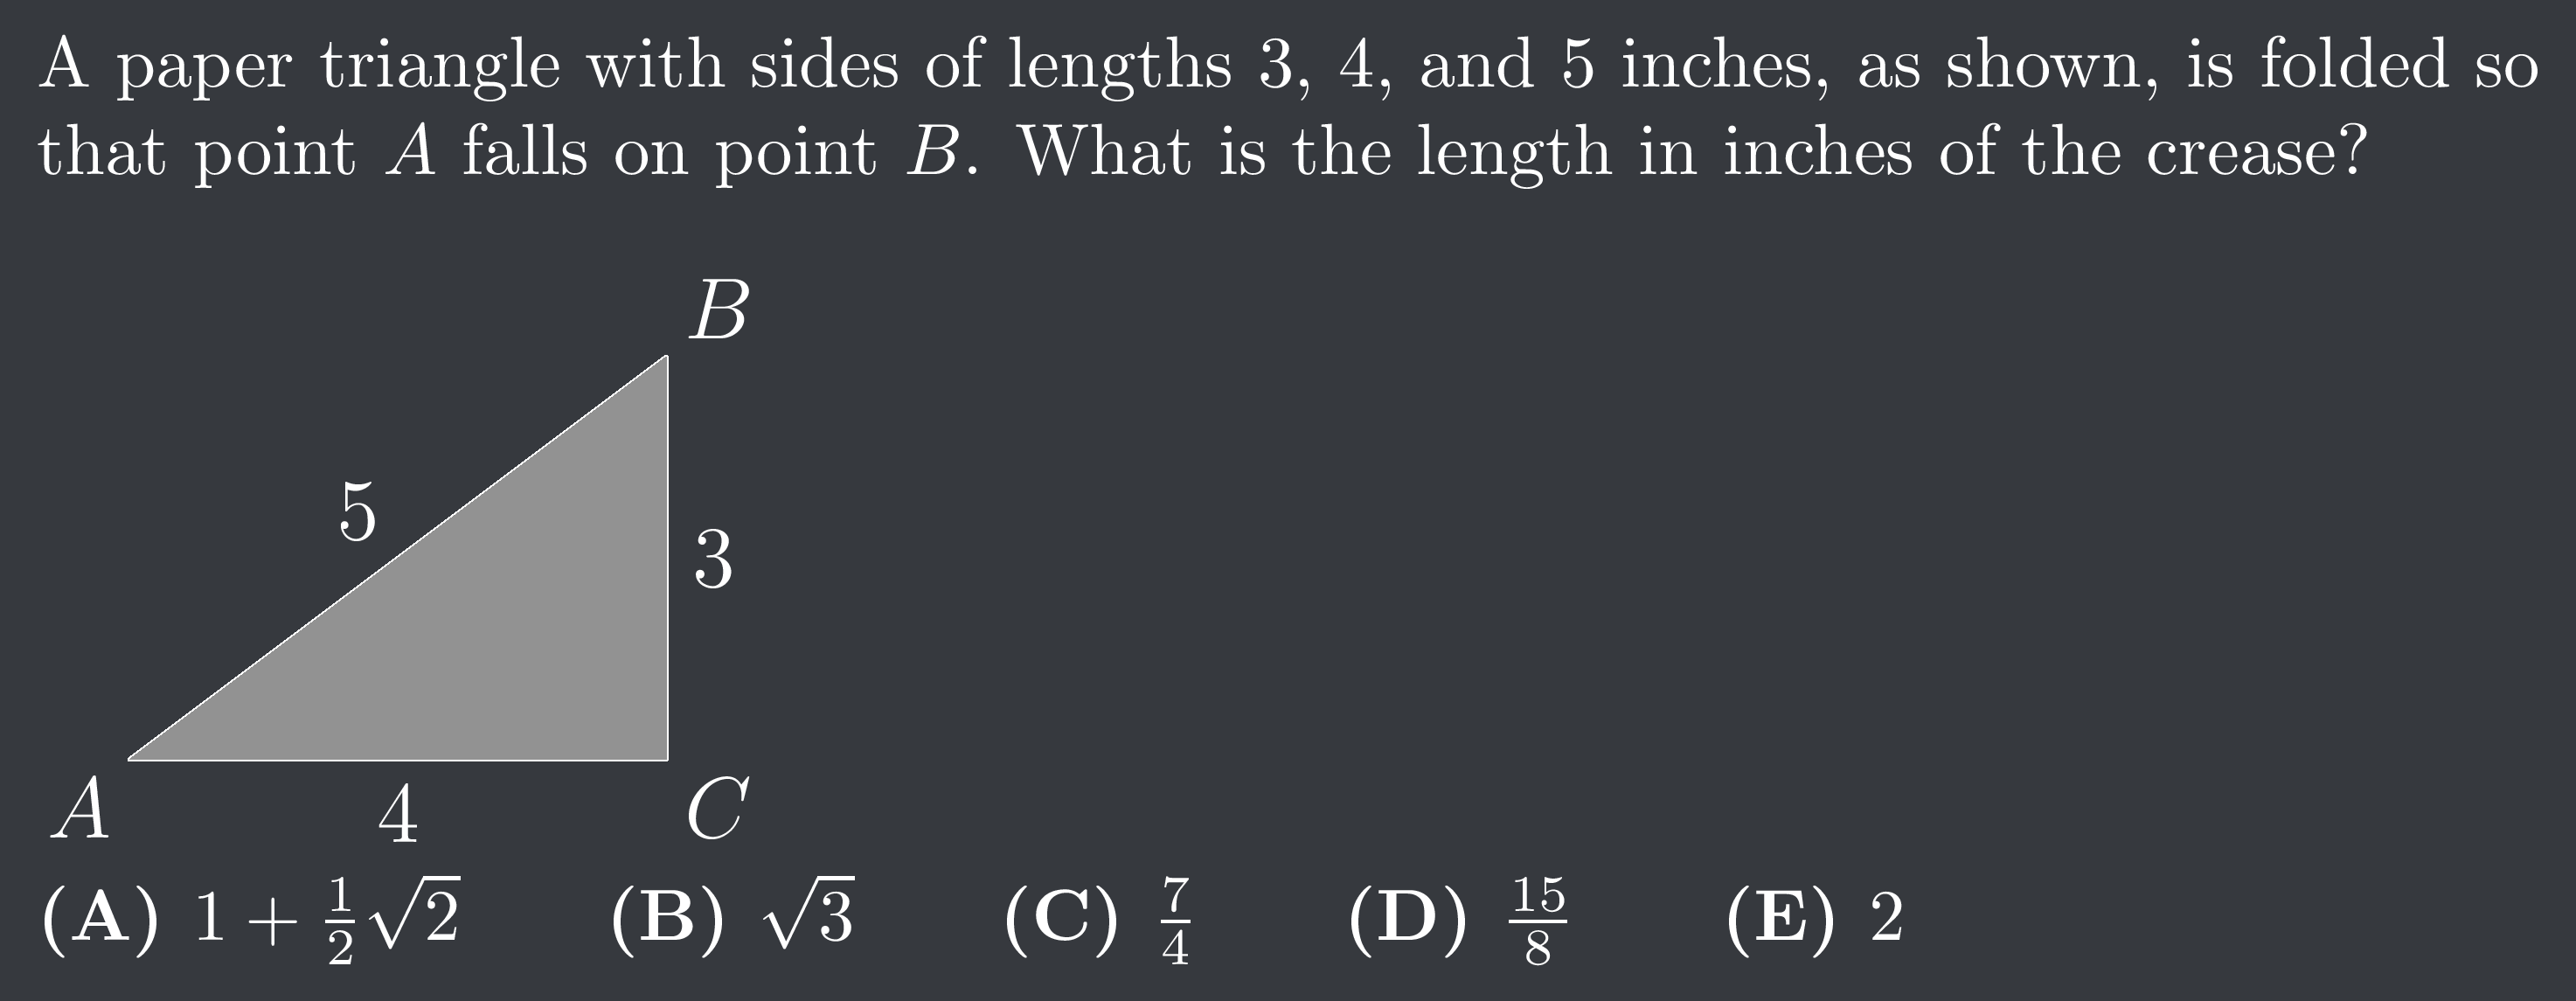 A paper triangle with sides of lengths 3, 4, and 5 inches, as shown, is folded so
that point A falls on point B. What is the length in inches of the crease?
B
5
3
A
4
C
(A) 1 + \frac{1}{2}\sqrt{2} (B) \sqrt{3} (C) \frac{7}{4} (D) \frac{15}{8} (E) 2